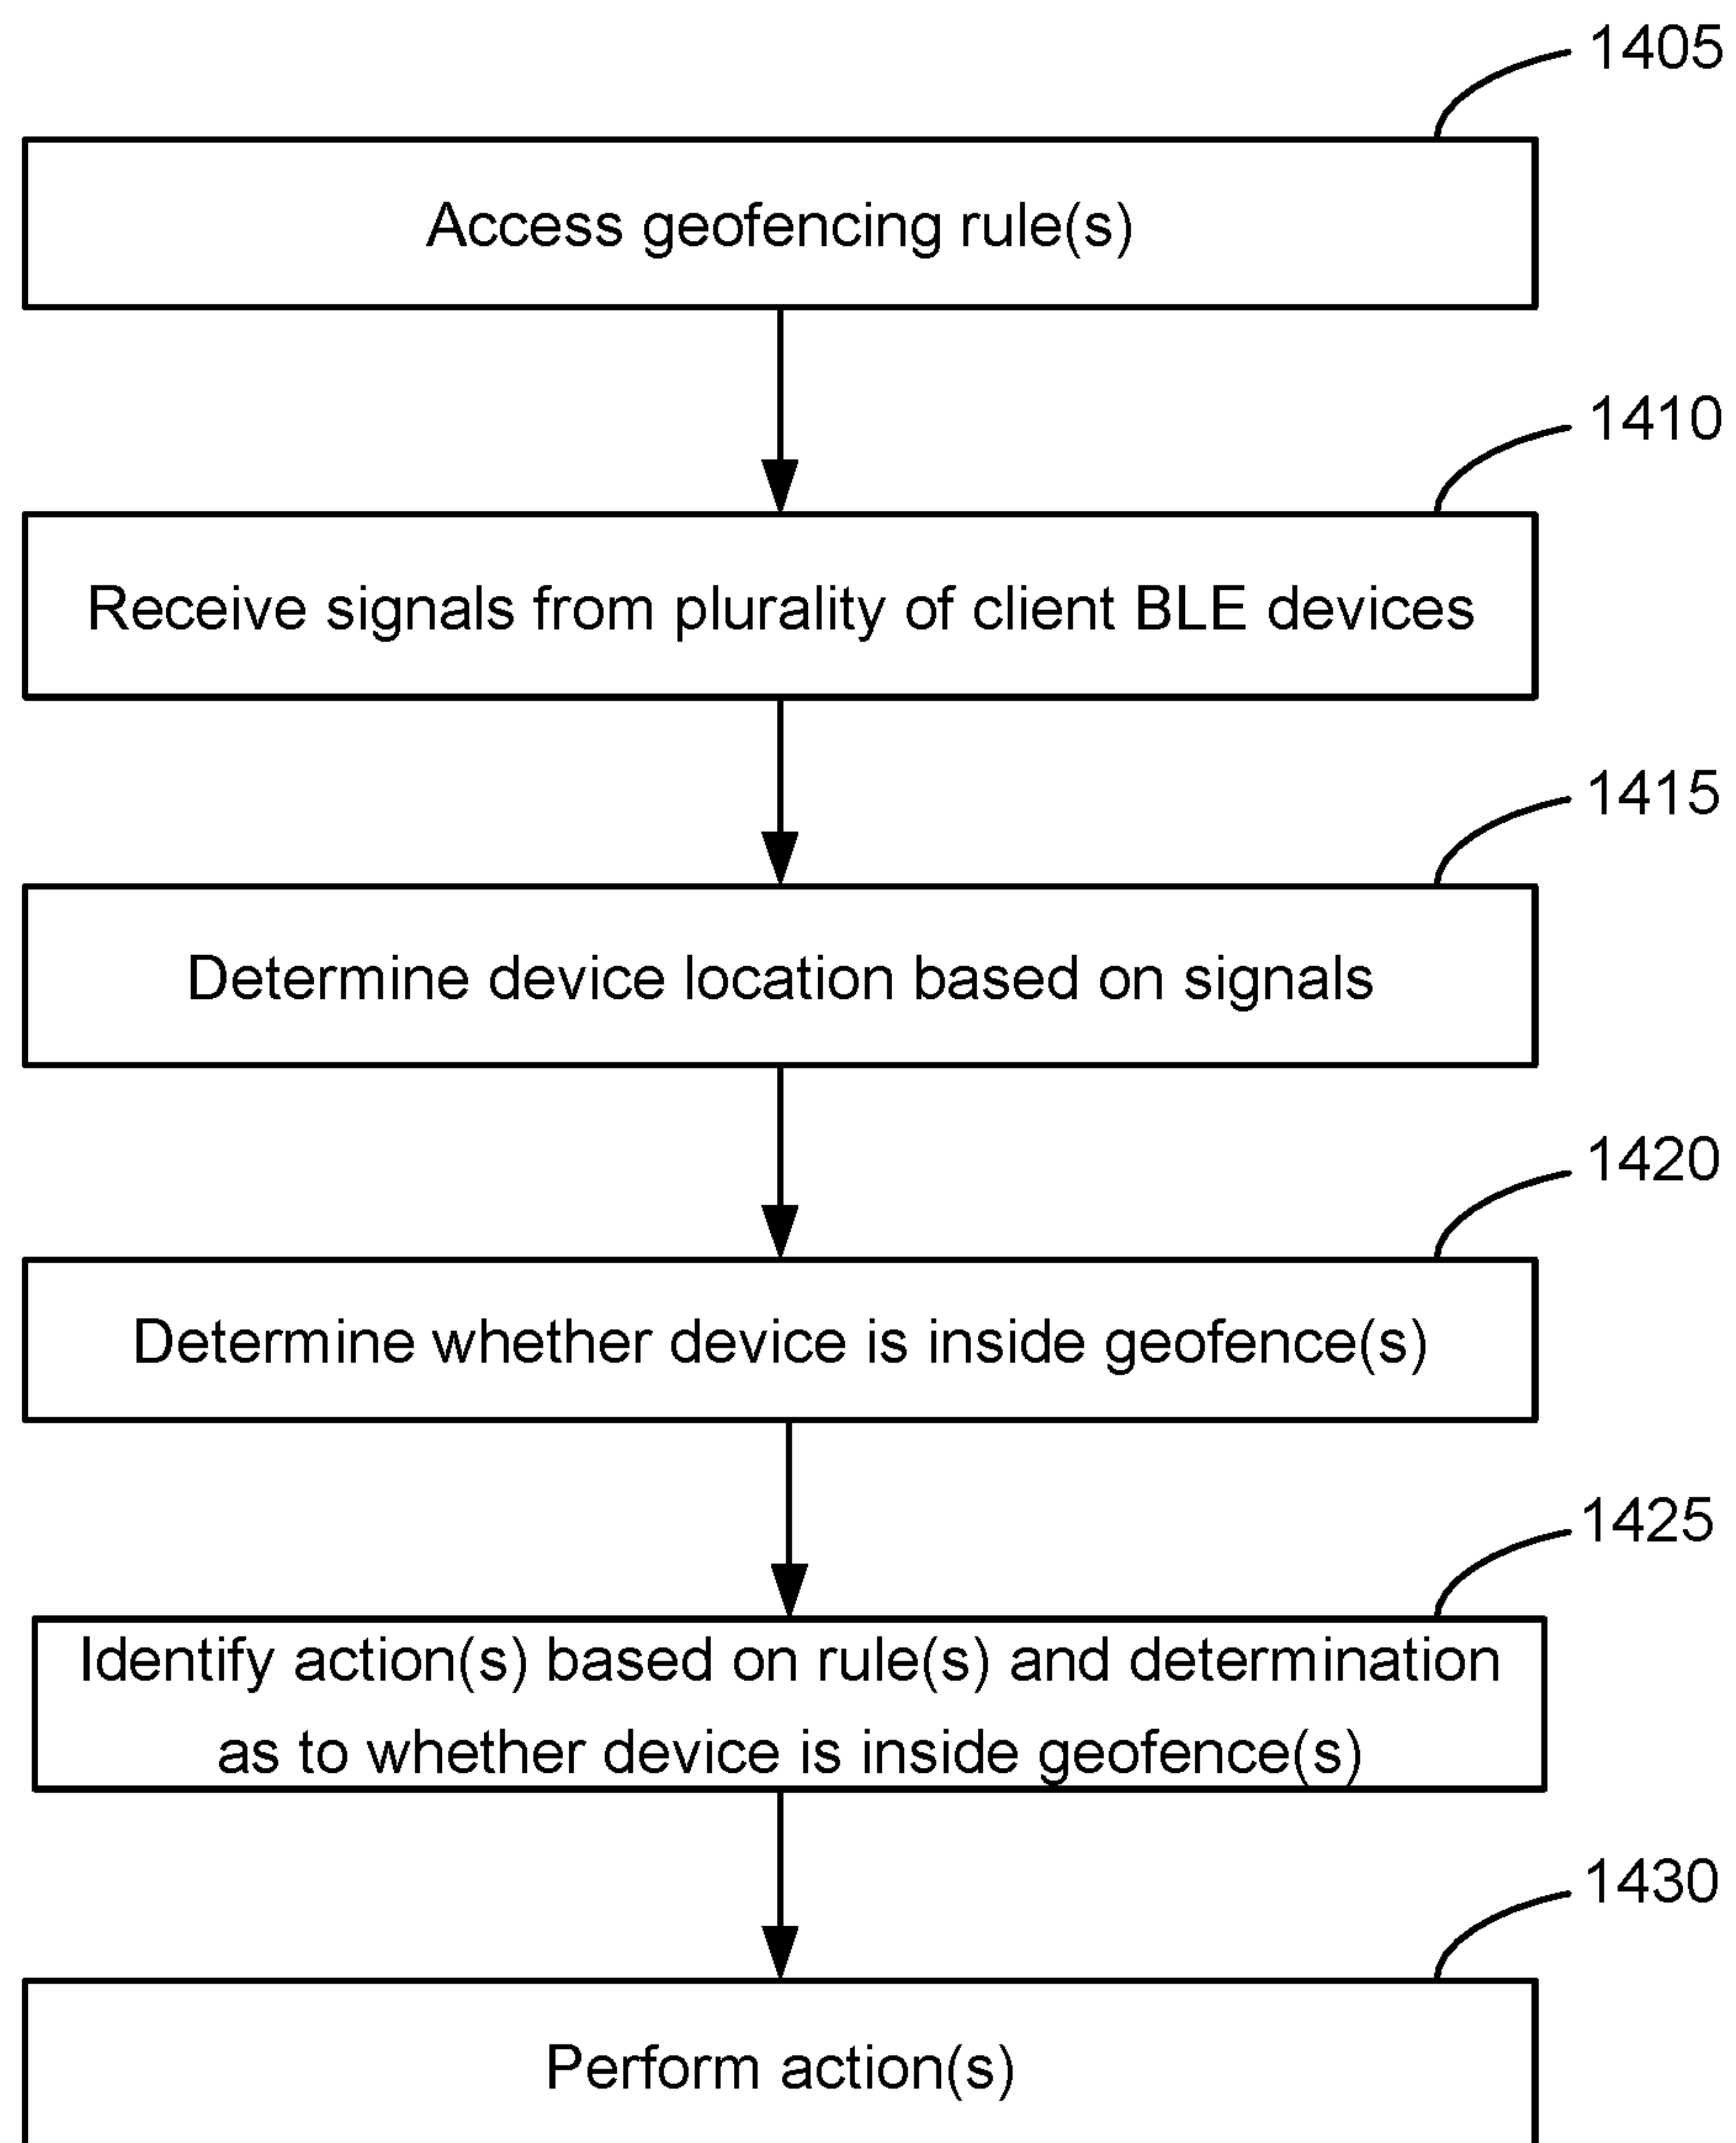 1405
Access geofencing rule(s)
1410
Receive signals from plurality of client BLE devices
1415
Determine device location based on signals
1420
Determine whether device is inside geofence(s)
1425
Identify action(s) based on rule(s) and determination
as to whether device is inside geofence(s)
1430
Perform action(s)